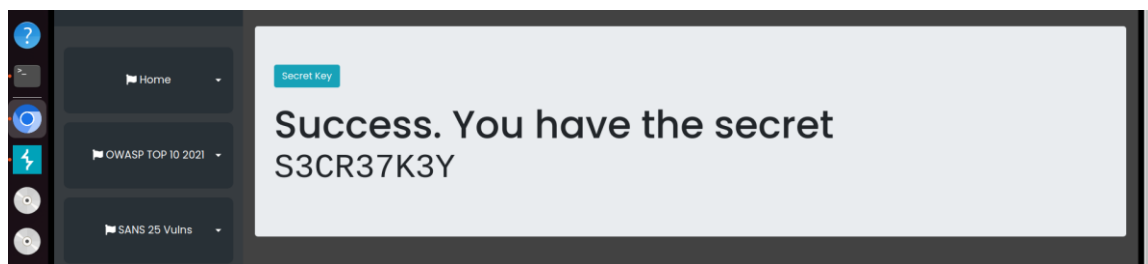 Home
OWASP TOP 10 2021
SANS 25 Vulns
Secret Key
Success. You have the secret
S3CR37K3Y